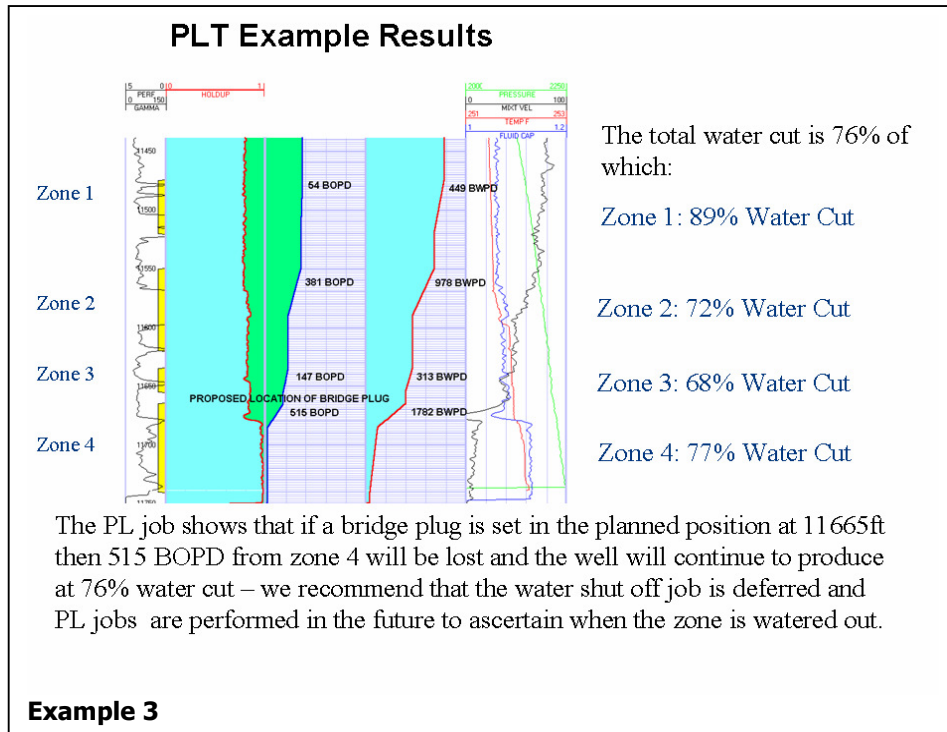 PLT Example Results
5 0
PERF
0 150
GAMMA
0 1
HOLDUP
2000 2250
PRESSURE
0 100
MIXT VEL
251 253
TEMP F
1 1.2
FLUID CAP
11450
11500
11550
11600
11650
11700
11750
Zone 1
Zone 2
Zone 3
Zone 4
54 BOPD
449 BWPD
381 BOPD
978 BWPD
147 BOPD
313 BWPD
PROPOSED LOCATION OF BRIDGE PLUG
515 BOPD
1782 BWPD
The total water cut is 76% of
which:
Zone 1: 89% Water Cut
Zone 2: 72% Water Cut
Zone 3: 68% Water Cut
Zone 4: 77% Water Cut
The PL job shows that if a bridge plug is set in the planned position at 11665ft
then 515 BOPD from zone 4 will be lost and the well will continue to produce
at 76% water cut – we recommend that the water shut off job is deferred and
PL jobs are performed in the future to ascertain when the zone is watered out.
Example 3